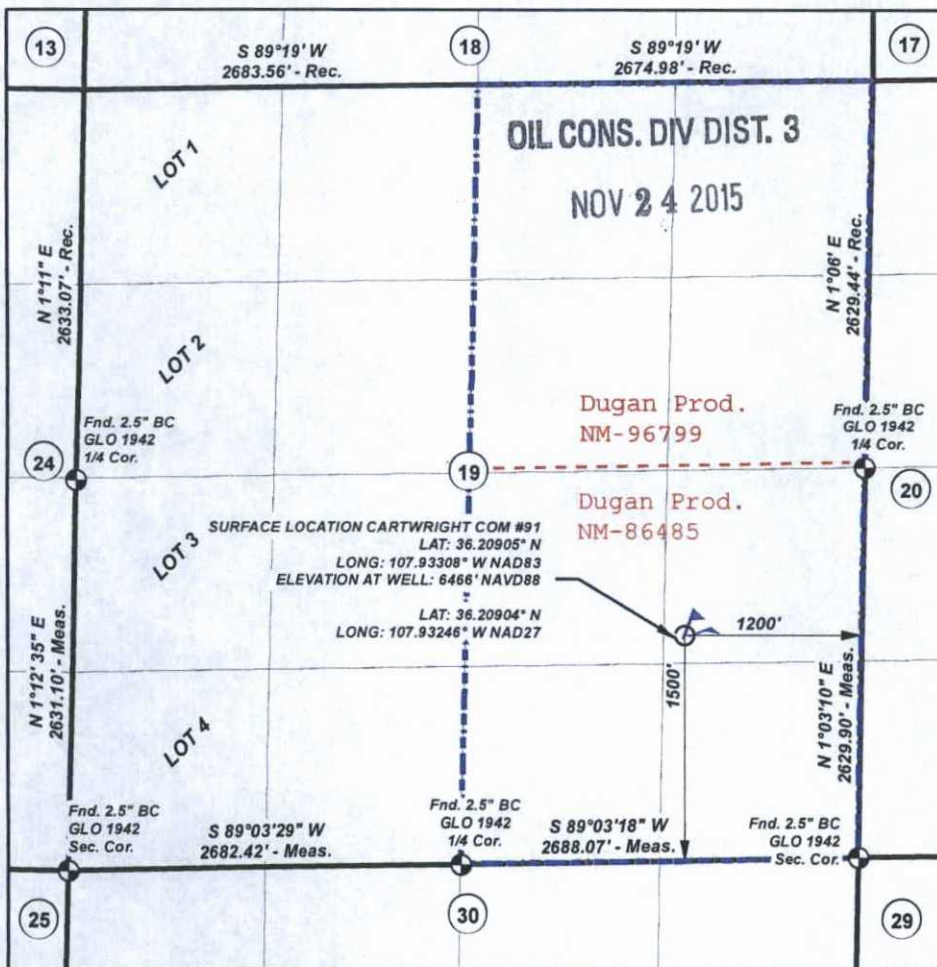 13
S 89°19' W
2683.56' - Rec.
18
S 89°19' W
2674.98' - Rec.
17
OIL CONS. DIV DIST. 3
NOV 24 2015
LOT 1
N 1°11" E
2633.07' - Rec.
N 1°06' E
2629.44' - Rec.
LOT 2
Dugan Prod.
NM-96799
Fnd. 2.5" BC
GLO 1942
1/4 Cor.
Fnd. 2.5" BC
GLO 1942
1/4 Cor.
24
19
20
Dugan Prod.
NM-86485
SURFACE LOCATION CARTWRIGHT COM #91
LAT: 36.20905° N
LONG: 107.93308° W NAD83
ELEVATION AT WELL: 6466' NAVD88
LAT: 36.20904° N
LONG: 107.93246° W NAD27
LOT 3
1200'
1500'
N 1°12'35" E
2631.10' - Meas.
N 1°03'10" E
2629.90' - Meas.
LOT 4
Fnd. 2.5" BC
GLO 1942
Sec. Cor.
S 89°03'29" W
2682.42' - Meas.
Fnd. 2.5" BC
GLO 1942
1/4 Cor.
S 89°03'18" W
2688.07' - Meas.
Fnd. 2.5" BC
GLO 1942
Sec. Cor.
25
30
29